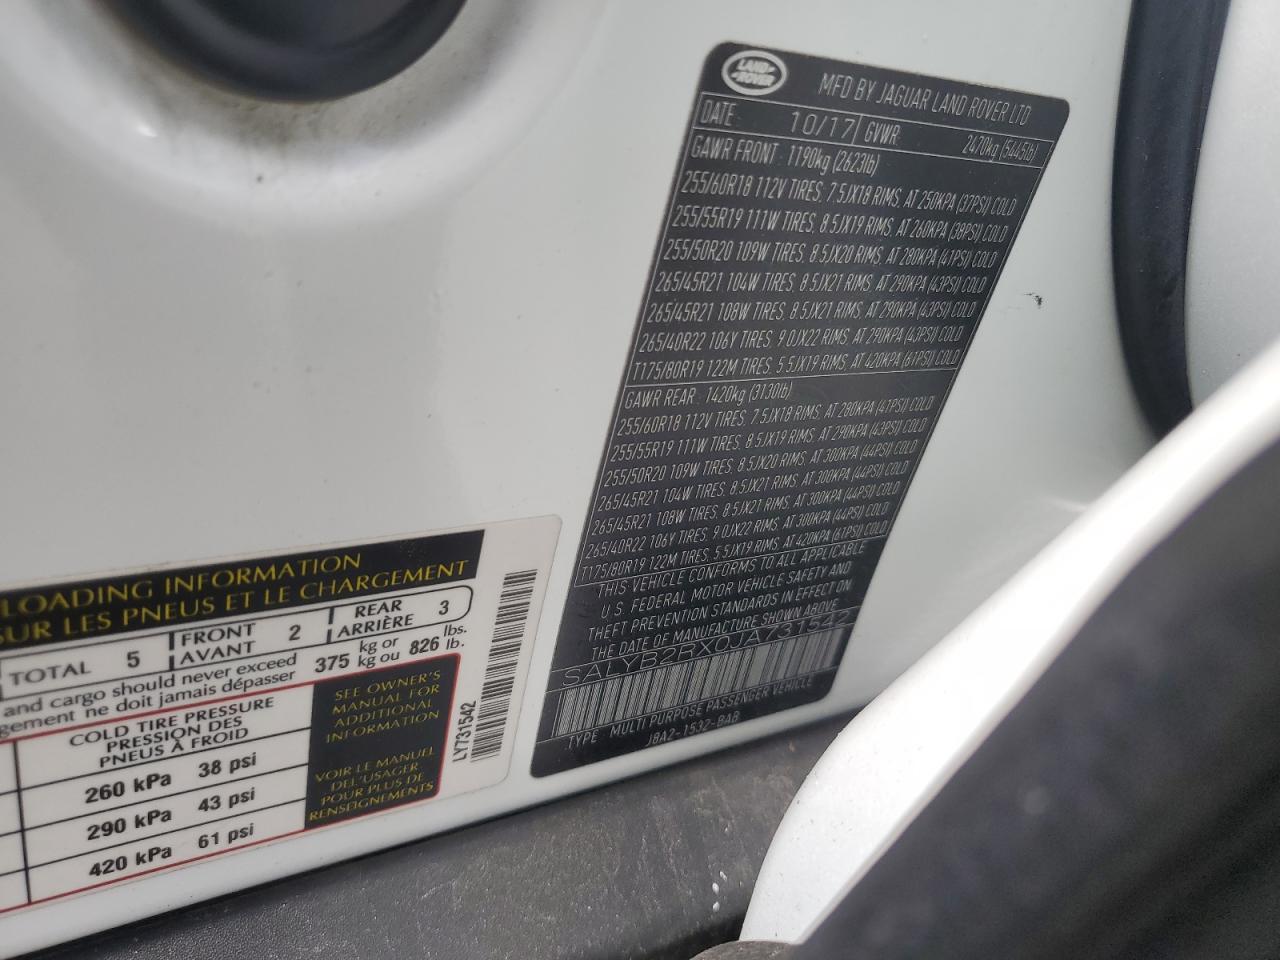 LAND ROVER
MFD BY JAGUAR LAND ROVER LTD
DATE: 10/17 GVWR: 2470kg (5445lb)
GAWR FRONT : 1190kg (2623lb)
255/60R18 112V TIRES, 7.5JX18 RIMS, AT 250KPA (37PSI) COLD
255/55R19 111W TIRES, 8.5JX19 RIMS, AT 260KPA (38PSI) COLD
255/50R20 109W TIRES, 8.5JX20 RIMS, AT 280KPA (41PSI) COLD
265/45R21 104W TIRES, 8.5JX21 RIMS, AT 290KPA (43PSI) COLD
265/45R21 108W TIRES, 8.5JX21 RIMS, AT 290KPA (43PSI) COLD
265/40R22 106Y TIRES, 9.0JX22 RIMS, AT 290KPA (43PSI) COLD
T175/80R19 122M TIRES, 5.5JX19 RIMS, AT 420KPA (61PSI) COLD
GAWR REAR : 1420kg (3130lb)
255/60R18 112V TIRES, 7.5JX18 RIMS, AT 280KPA (41PSI) COLD
255/55R19 111W TIRES, 8.5JX19 RIMS, AT 290KPA (43PSI) COLD
255/50R20 109W TIRES, 8.5JX20 RIMS, AT 300KPA (44PSI) COLD
265/45R21 104W TIRES, 8.5JX21 RIMS, AT 300KPA (44PSI) COLD
265/45R21 108W TIRES, 8.5JX21 RIMS, AT 300KPA (44PSI) COLD
265/40R22 106Y TIRES, 9.0JX22 RIMS, AT 300KPA (44PSI) COLD
T175/80R19 122M TIRES, 5.5JX19 RIMS, AT 420KPA (61PSI) COLD
THIS VEHICLE CONFORMS TO ALL APPLICABLE
U.S. FEDERAL MOTOR VEHICLE SAFETY AND
THEFT PREVENTION STANDARDS IN EFFECT ON
THE DATE OF MANUFACTURE SHOWN ABOVE
SALYB2RX0JA731542
TYPE: MULTI PURPOSE PASSENGER VEHICLE
J8A2-1532-BAB
LOADING INFORMATION
SUR LES PNEUS ET LE CHARGEMENT
TOTAL 5 FRONT AVANT 2 REAR ARRIÈRE 3
and cargo should never exceed 375 kg or 826 lbs.
gement ne doit jamais dépasser kg ou lb.
COLD TIRE PRESSURE
PRESSION DES
PNEUS À FROID
260 kPa 38 psi
290 kPa 43 psi
420 kPa 61 psi
SEE OWNER'S
MANUAL FOR
ADDITIONAL
INFORMATION
VOIR LE MANUEL
DEL'USAGER
POUR PLUS DE
RENSEIGNEMENTS
LY731542